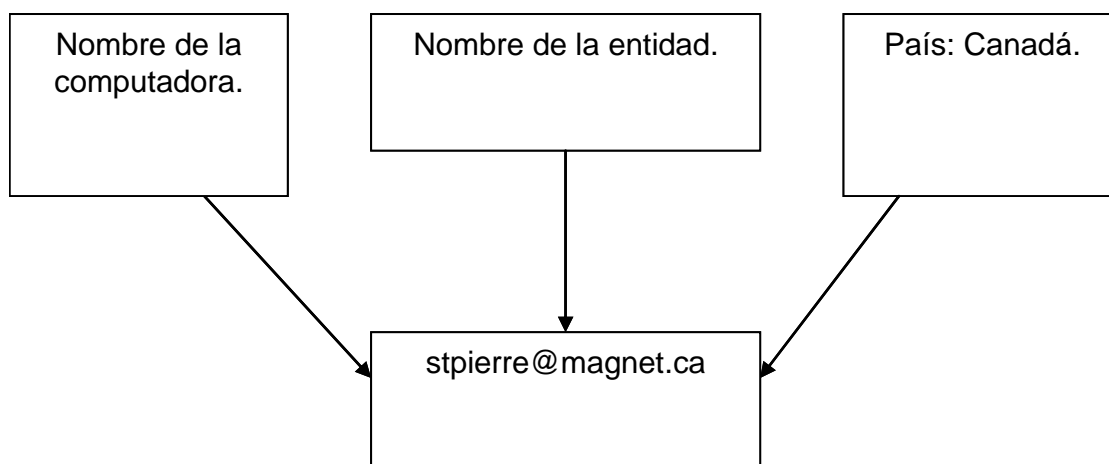 Nombre de la
computadora.
Nombre de la entidad.
País: Canadá.
stpierre@magnet.ca